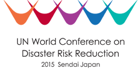 UN World Conference on
Disaster Risk Reduction
2015 Sendai Japan